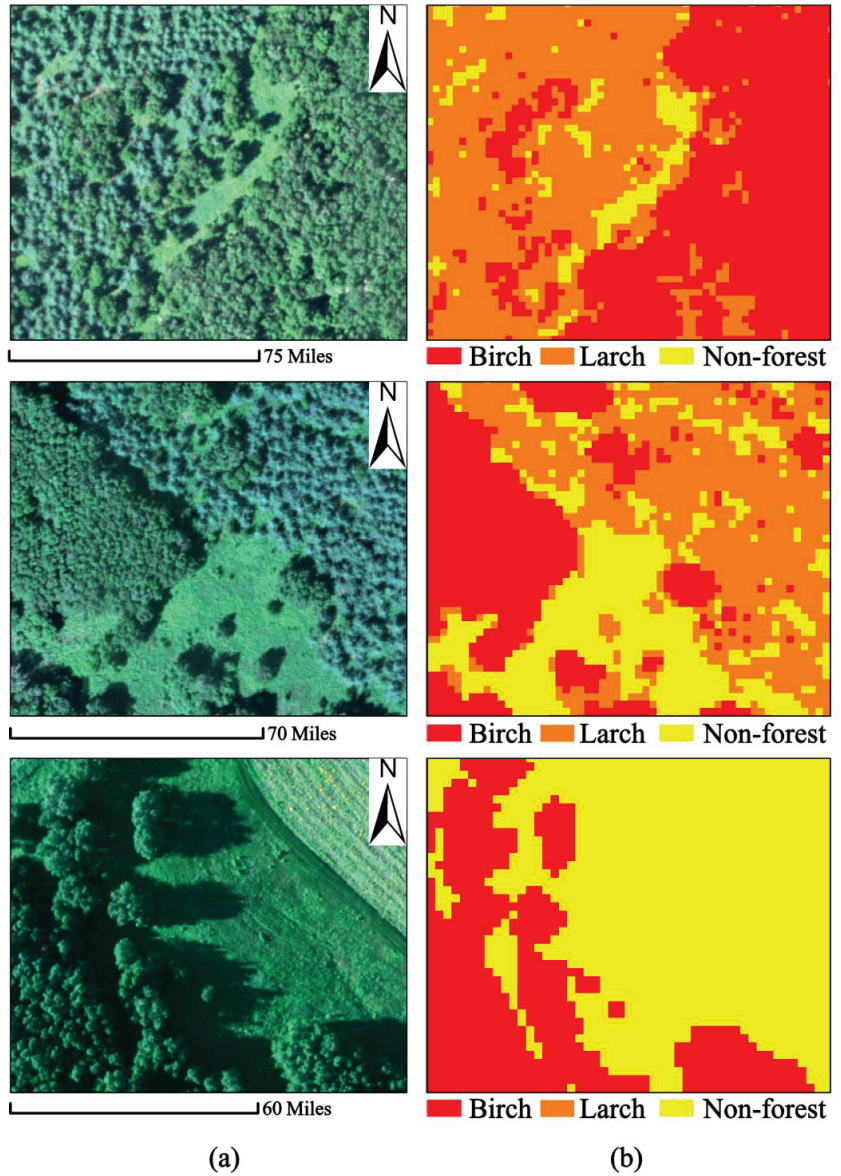 N
N
75 Miles
Birch Larch Non-forest
N
70 Miles
Birch Larch Non-forest
N
60 Miles
Birch Larch Non-forest
(a)
(b)